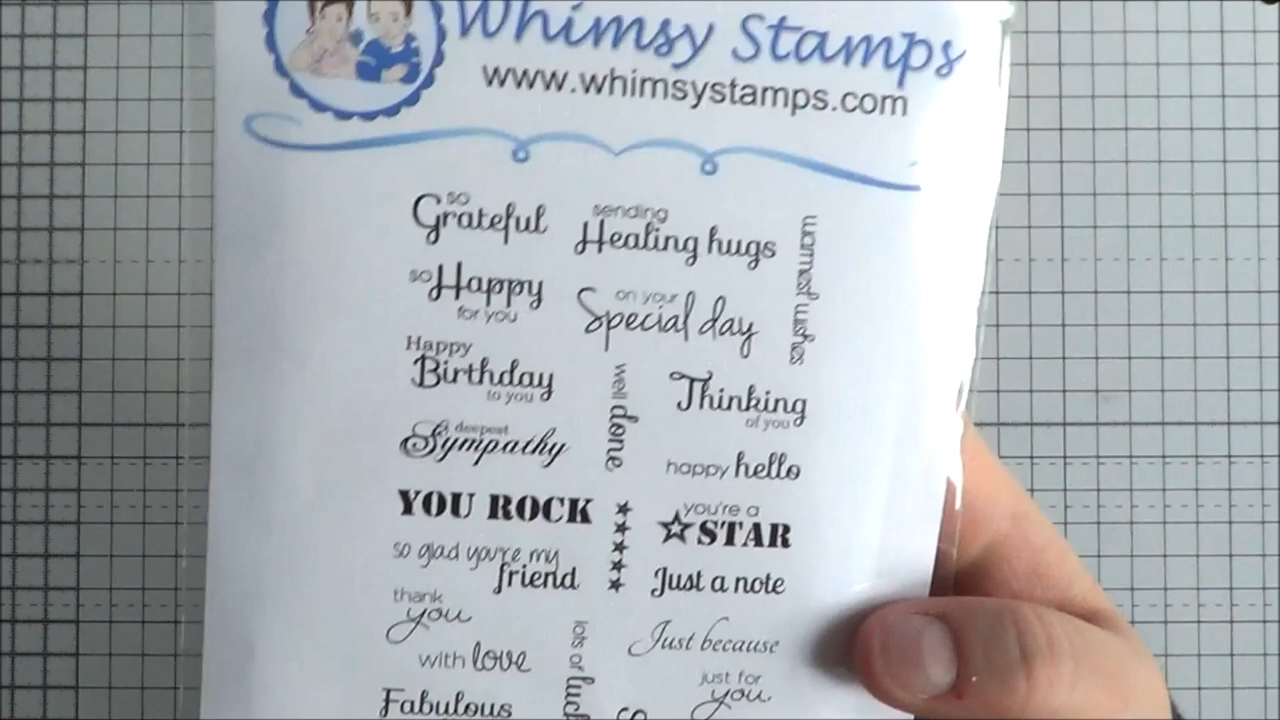 Whimsy Stamps
www.whimsystamps.com
so
Grateful
sending
Healing hugs
warmest wishes
so Happy
for you
on your
Special day
Happy
Birthday
to you
well done
Thinking
of you
deepest
Sympathy
happy hello
YOU ROCK
you're a
STAR
so glad you're my
friend
Just a note
thank
you
lots of luck
Just because
with love
just for
you
Fabulous